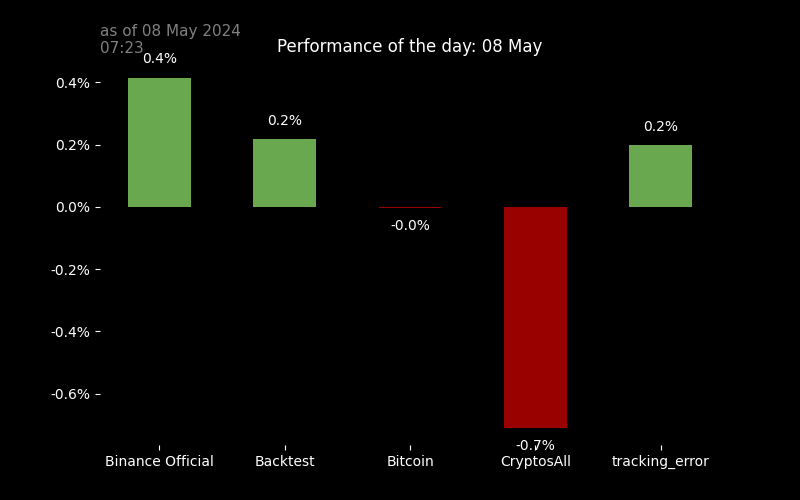 as of 08 May 2024
07:23
Performance of the day: 08 May
0.4%
0.2%
0.0%
-0.2%
-0.4%
-0.6%
0.4%
0.2%
-0.0%
-0.7%
0.2%
Binance Official
Backtest
Bitcoin
CryptosAll
tracking_error